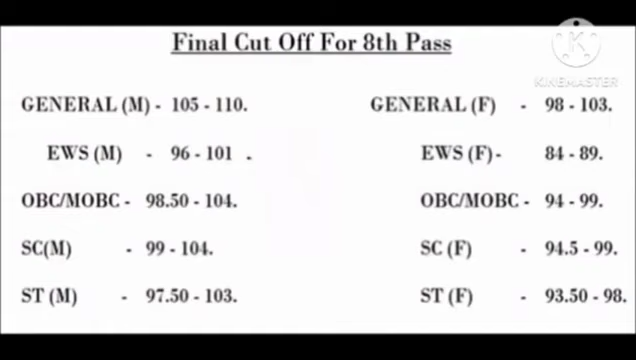 Final Cut Off For 8th Pass
KINEMASTER
GENERAL (M) - 105 - 110. GENERAL (F) - 98 - 103.
EWS (M) - 96 - 101 . EWS (F)- 84 - 89.
OBC/MOBC - 98.50 - 104. OBC/MOBC - 94 - 99.
SC(M) - 99 - 104. SC (F) - 94.5 - 99.
ST (M) - 97.50 - 103. ST (F) - 93.50 - 98.